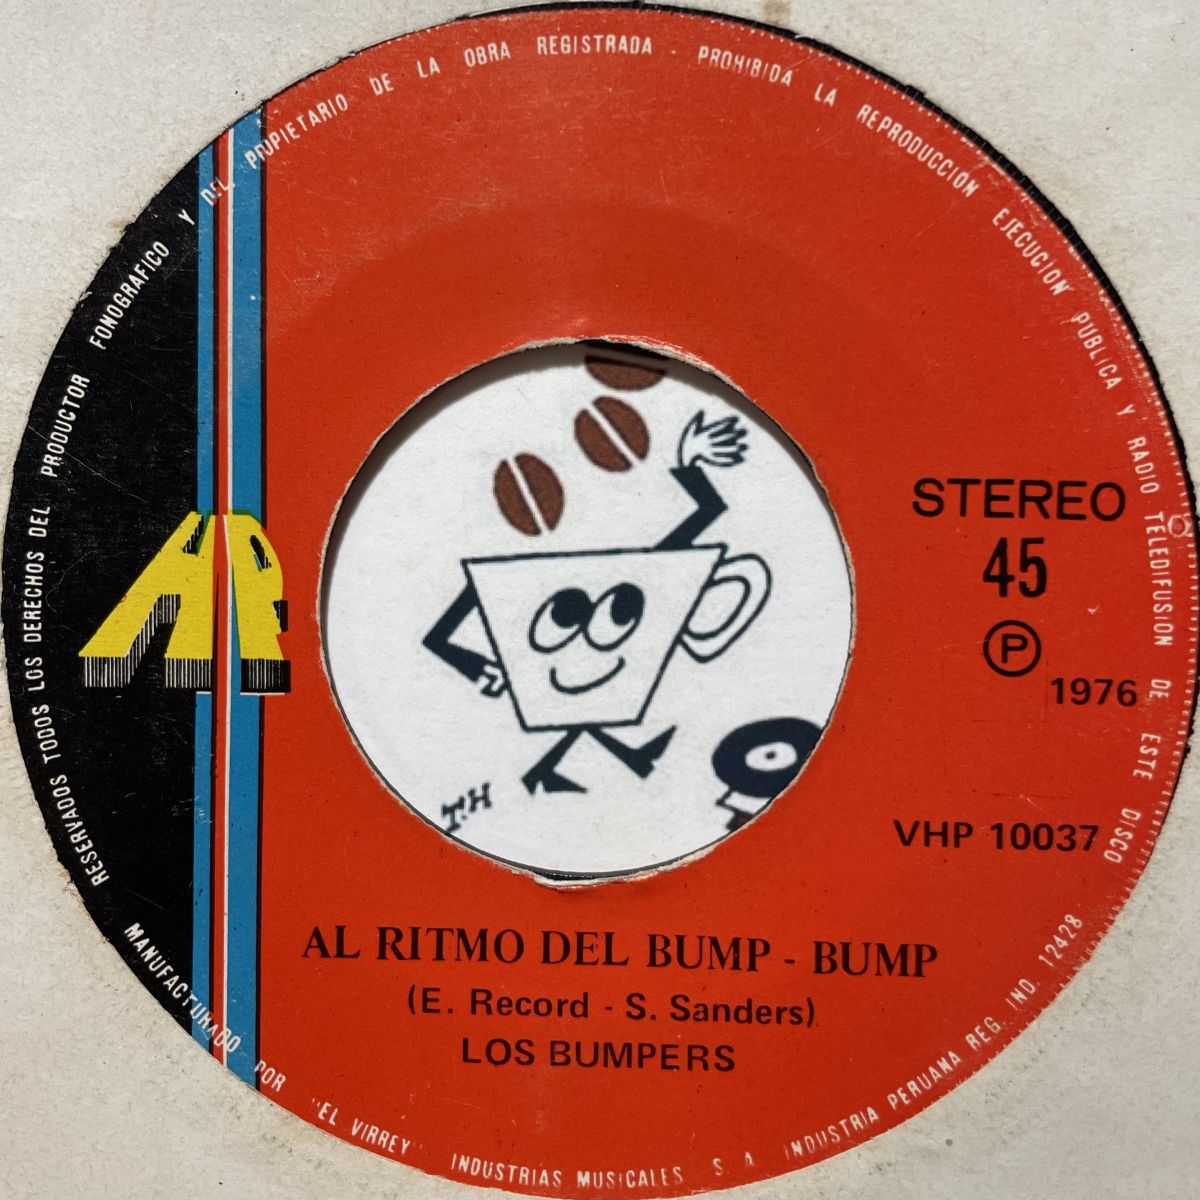 RESERVADOS TODOS LOS DERECHOS DEL PRODUCTOR FONOGRAFICO Y DEL PROPIETARIO DE LA OBRA REGISTRADA - PROHIBIDA LA REPRODUCCION EJECUCION PUBLICA Y RADIO TELEDIFUSION DE ESTE DISCO
STEREO
45
Ⓟ
1976
T.H
VHP 10037
AL RITMO DEL BUMP - BUMP
(E. Record - S. Sanders)
LOS BUMPERS
MANUFACTURADO POR "EL VIRREY" INDUSTRIAS MUSICALES S A INDUSTRIA PERUANA REG. IND. 12428